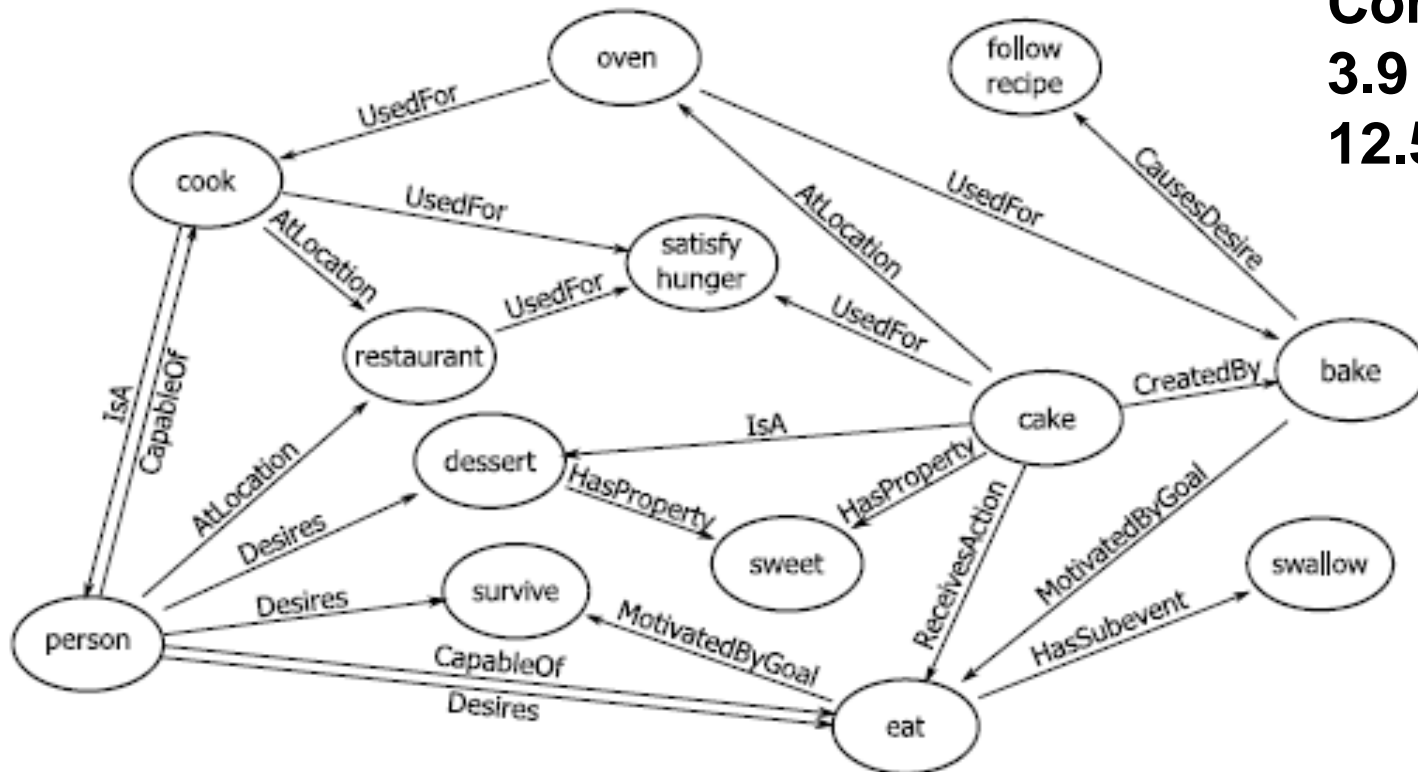 Con
3.9
12.5
oven
follow
recipe
UsedFor
cook
UsedFor
AtLocation
UsedFor
CausesDesire
AtLocation
satisfy
hunger
UsedFor
UsedFor
restaurant
IsA
CapableOf
CreatedBy
bake
cake
IsA
dessert
HasProperty
HasProperty
AtLocation
Desires
sweet
ReceivesAction
MotivatedByGoal
swallow
survive
Desires
HasSubevent
person
MotivatedByGoal
CapableOf
Desires
eat